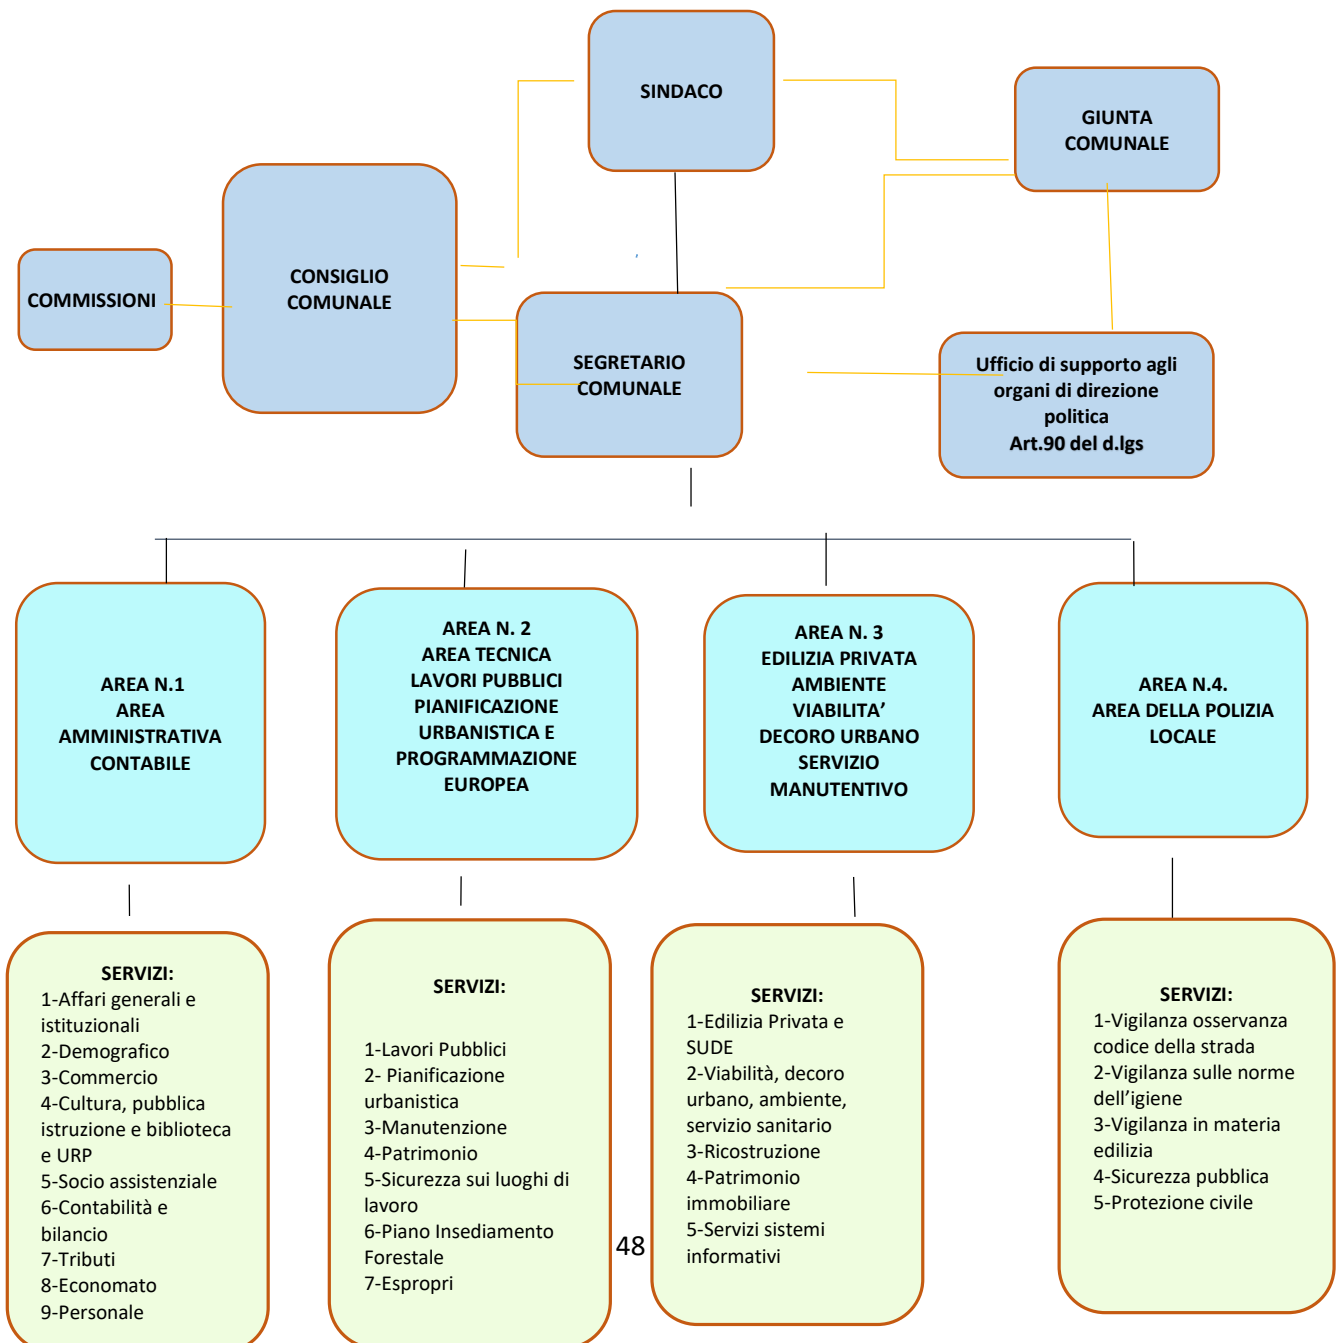 SINDACO
GIUNTA
COMUNALE
COMMISSIONI
CONSIGLIO
COMUNALE
SEGRETARIO
COMUNALE
Ufficio di supporto agli
organi di direzione
politica
Art.90 del d.lgs
AREA N.1
AREA
AMMINISTRATIVA
CONTABILE
AREA N. 2
AREA TECNICA
LAVORI PUBBLICI
PIANIFICAZIONE
URBANISTICA E
PROGRAMMAZIONE
EUROPEA
AREA N. 3
EDILIZIA PRIVATA
AMBIENTE
VIABILITA’
DECORO URBANO
SERVIZIO
MANUTENTIVO
AREA N.4.
AREA DELLA POLIZIA
LOCALE
SERVIZI:
1-Affari generali e
istituzionali
2-Demografico
3-Commercio
4-Cultura, pubblica
istruzione e biblioteca
e URP
5-Socio assistenziale
6-Contabilità e
bilancio
7-Tributi
8-Economato
9-Personale
SERVIZI:
1-Lavori Pubblici
2- Pianificazione
urbanistica
3-Manutenzione
4-Patrimonio
5-Sicurezza sui luoghi di
lavoro
6-Piano Insediamento
Forestale
7-Espropri
SERVIZI:
1-Edilizia Privata e
SUDE
2-Viabilità, decoro
urbano, ambiente,
servizio sanitario
3-Ricostruzione
4-Patrimonio
immobiliare
5-Servizi sistemi
informativi
SERVIZI:
1-Vigilanza osservanza
codice della strada
2-Vigilanza sulle norme
dell’igiene
3-Vigilanza in materia
edilizia
4-Sicurezza pubblica
5-Protezione civile
48